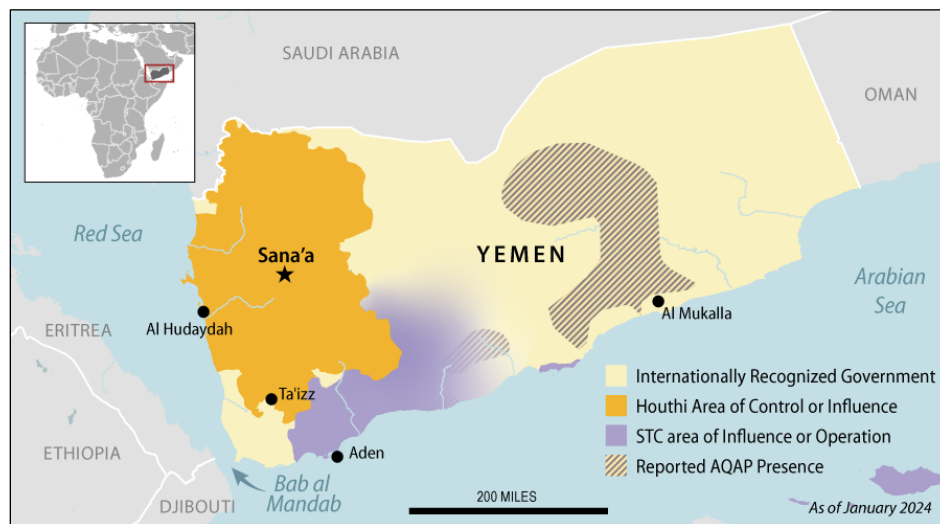 SAUDI ARABIA
OMAN
Red Sea
Sana'a
YEMEN
Arabian
Sea
Al Mukalla
ERITREA
Al Hudaydah
Ta'izz
Aden
ETHIOPIA
Bab al
Mandab
DJIBOUTI
Internationally Recognized Government
Houthi Area of Control or Influence
STC area of Influence or Operation
Reported AQAP Presence
200 MILES
As of January 2024